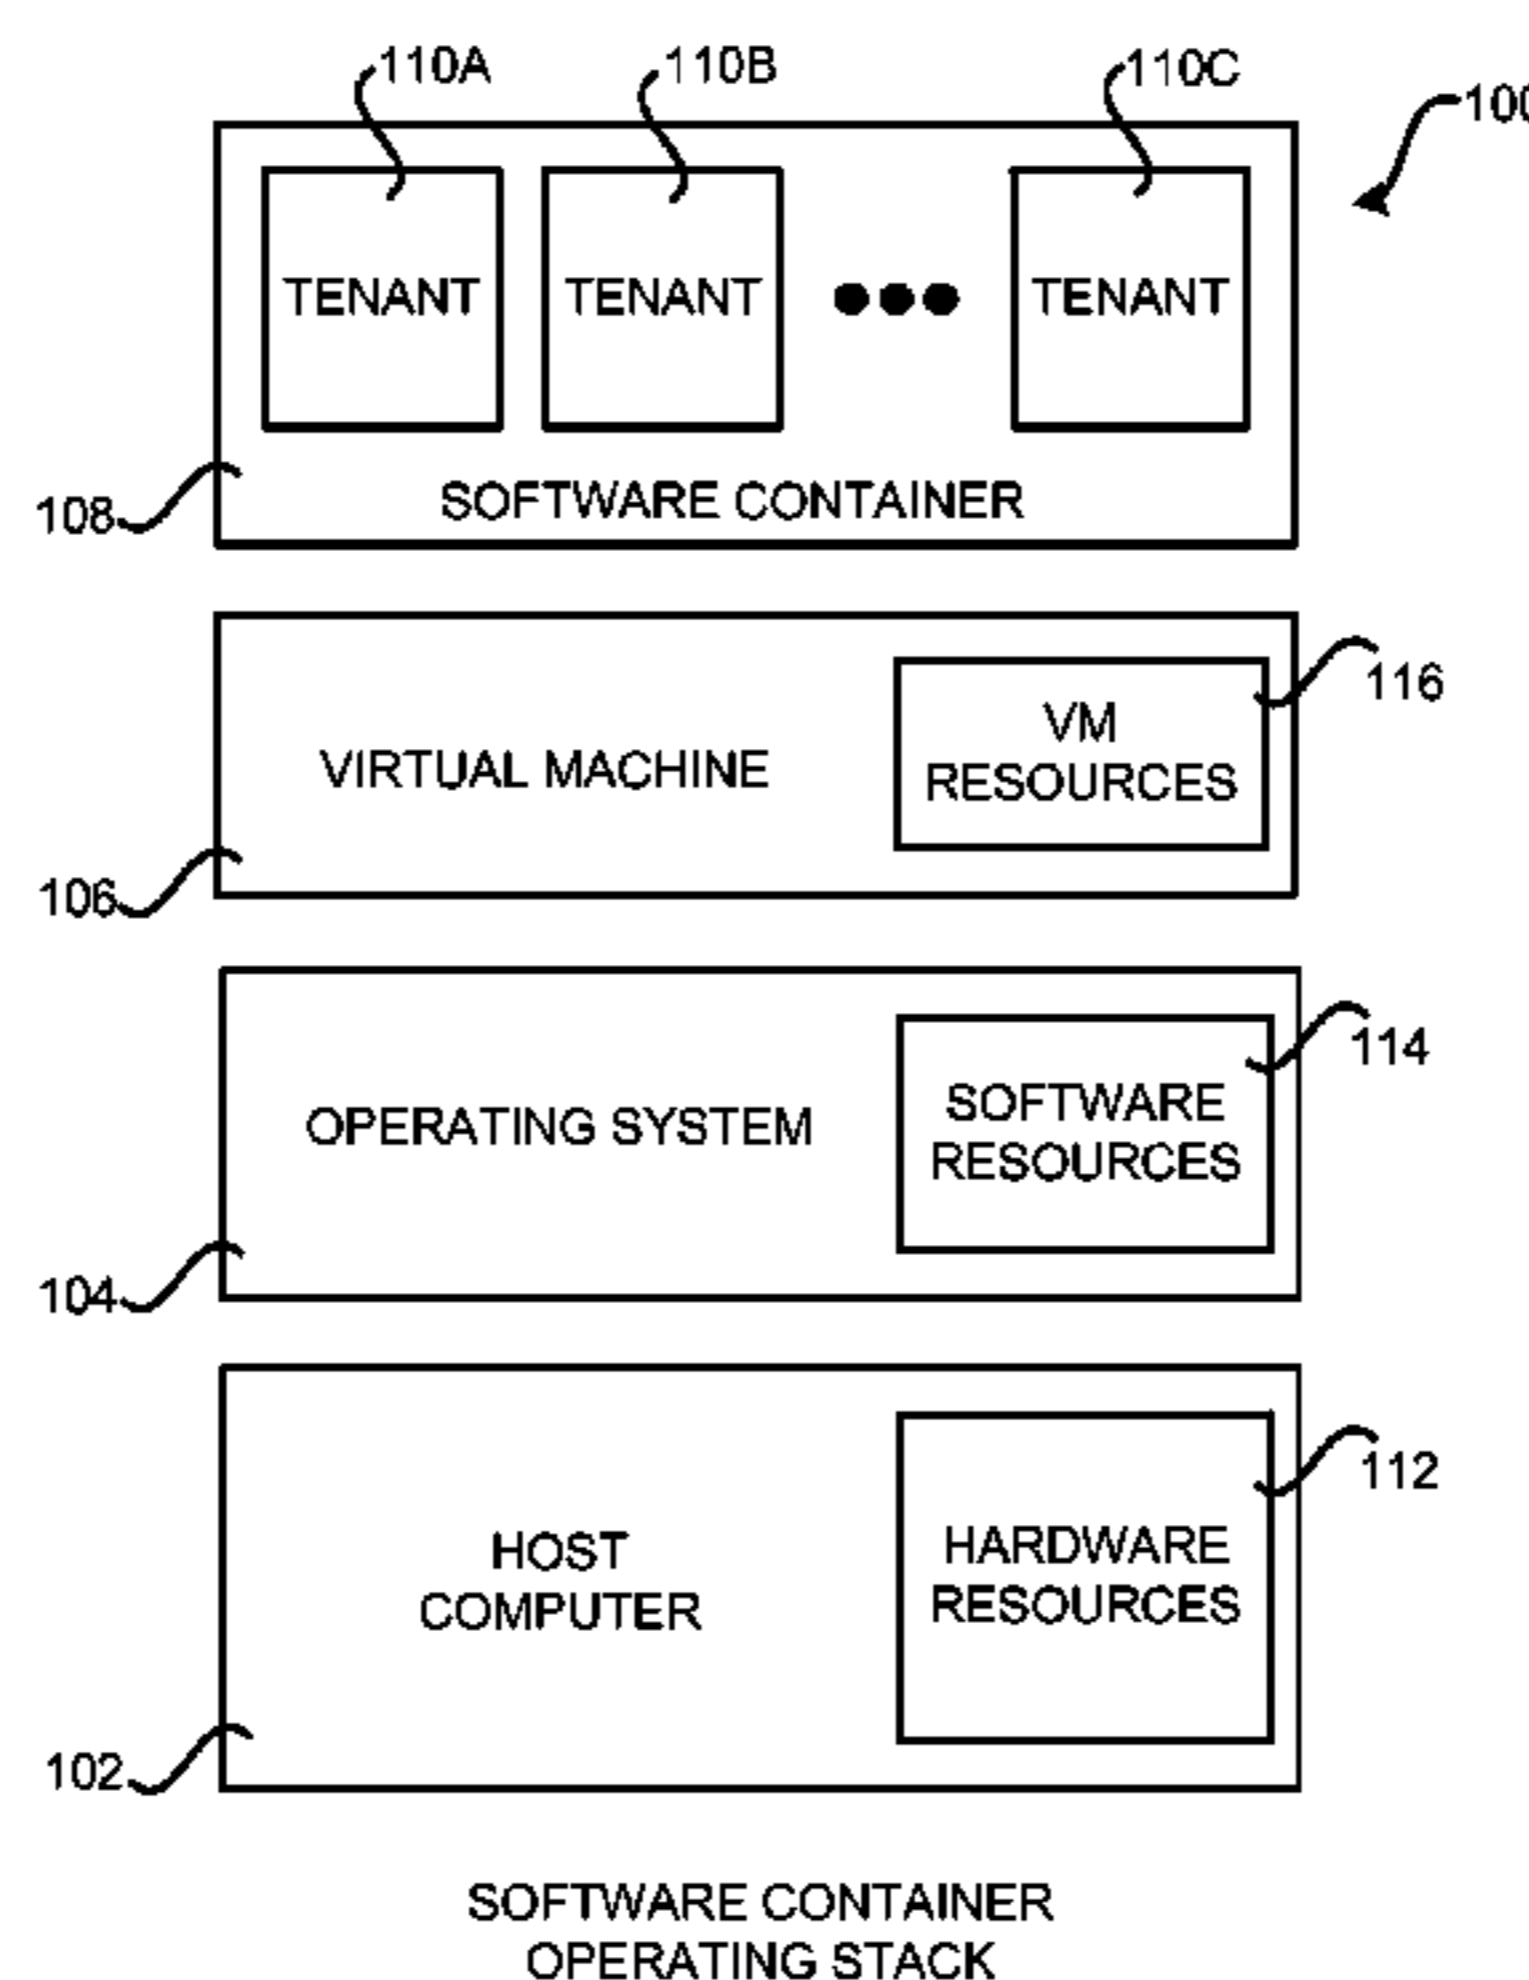 110A 110B 110C
100
TENANT TENANT TENANT
108
SOFTWARE CONTAINER
116
VM
RESOURCES
VIRTUAL MACHINE
106
114
SOFTWARE
RESOURCES
OPERATING SYSTEM
104
112
HARDWARE
RESOURCES
HOST
COMPUTER
102
SOFTWARE CONTAINER
OPERATING STACK